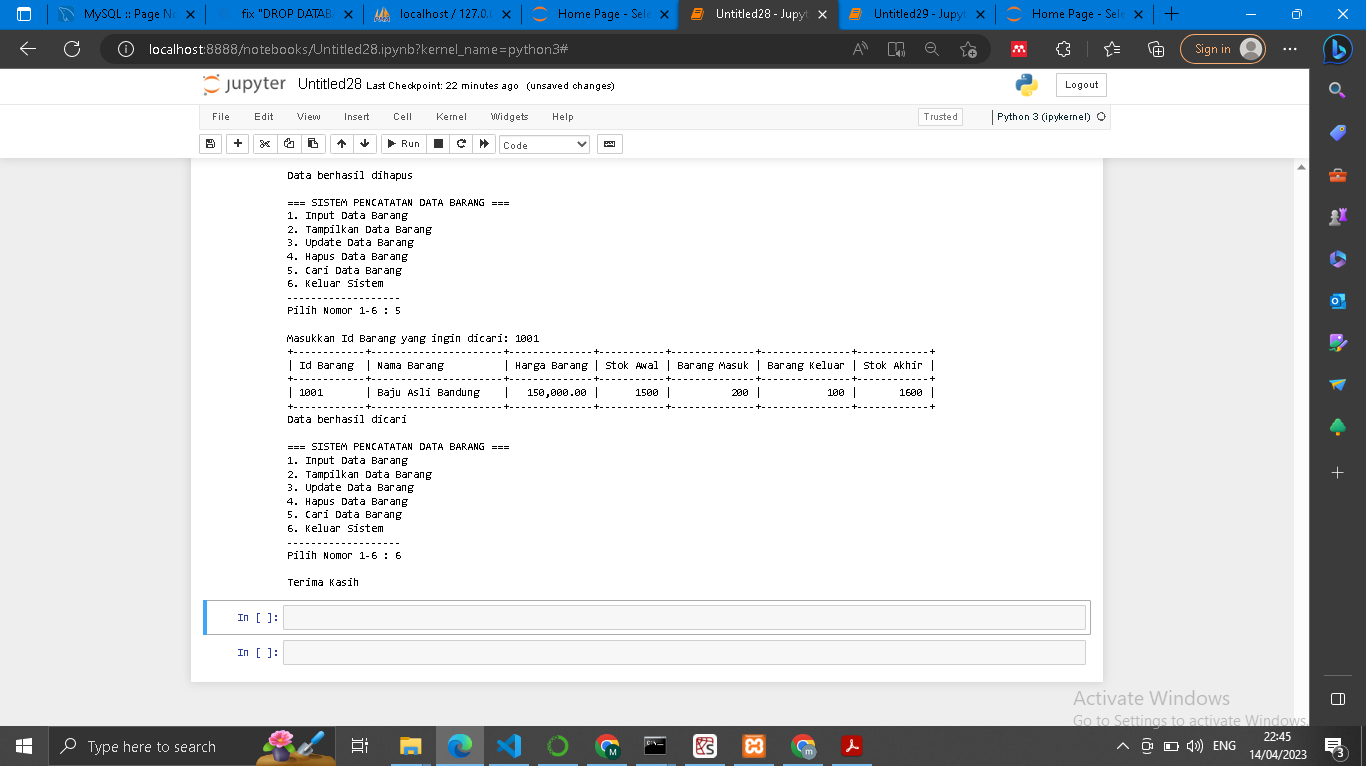 MySQL :: Page N
fix "DROP DATAB
localhost / 127.0.
Home Page - Sele
Untitled28 - Jupyt
Untitled29 - Jupyt
Home Page - Sele
localhost:8888/notebooks/Untitled28.ipynb?kernel_name=python3#
Sign in
jupyter Untitled28 Last Checkpoint: 22 minutes ago (unsaved changes)
Logout
File Edit View Insert Cell Kernel Widgets Help
Trusted
Python 3 (ipykernel)
Run
Code
Data berhasil dihapus
=== SISTEM PENCATATAN DATA BARANG ===
1. Input Data Barang
2. Tampilkan Data Barang
3. Update Data Barang
4. Hapus Data Barang
5. Cari Data Barang
6. Keluar Sistem
-------------------
Pilih Nomor 1-6 : 5
Masukkan Id Barang yang ingin dicari: 1001
+------------+----------------------+--------------+-----------+--------------+---------------+------------+
| Id Barang | Nama Barang | Harga Barang | Stok Awal | Barang Masuk | Barang Keluar | Stok Akhir |
+------------+----------------------+--------------+-----------+--------------+---------------+------------+
| 1001 | Baju Asli Bandung | 150,000.00 | 1500 | 200 | 100 | 1600 |
+------------+----------------------+--------------+-----------+--------------+---------------+------------+
Data berhasil dicari
=== SISTEM PENCATATAN DATA BARANG ===
1. Input Data Barang
2. Tampilkan Data Barang
3. Update Data Barang
4. Hapus Data Barang
5. Cari Data Barang
6. Keluar Sistem
-------------------
Pilih Nomor 1-6 : 6
Terima Kasih
In [ ]:
In [ ]:
Activate Windows
Go to Settings to activate Windows.
Type here to search
ENG
22:45
14/04/2023
3